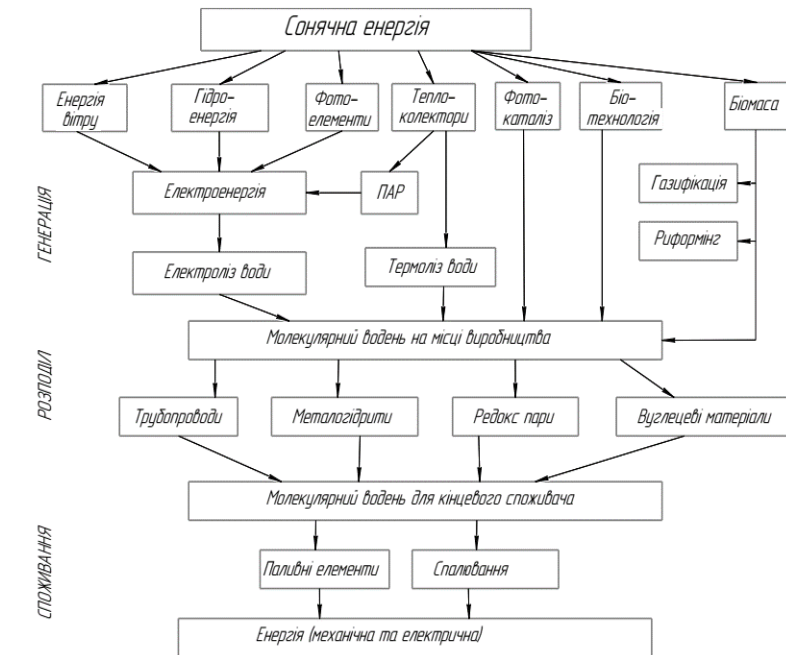 Сонячна енергія
Енергія
вітру
Гідро-
енергія
Фото-
елементи
Тепло-
колектори
Фото-
каталіз
Біо-
технологія
Біомаса
ГЕНЕРАЦІЯ
Електроенергія
ПАР
Газифікація
Риформінг
Електроліз води
Термоліз води
Молекулярний водень на місці виробництва
РОЗПОДІЛ
Трубопроводи
Металогідрити
Редокс пари
Вуглецеві матеріали
Молекулярний водень для кінцевого споживача
СПОЖИВАННЯ
Паливні елементи
Спалювання
Енергія (механічна та електрична)